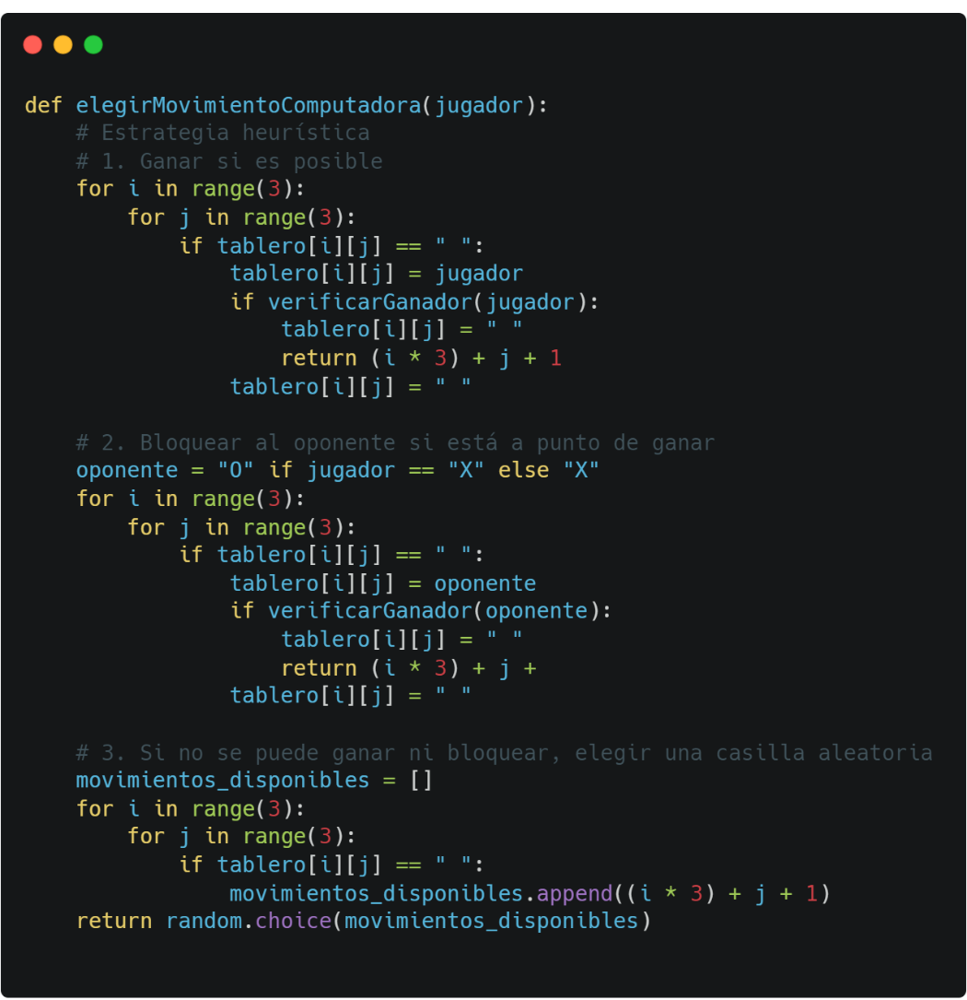 def elegirMovimientoComputadora(jugador):
    # Estrategia heurística
    # 1. Ganar si es posible
    for i in range(3):
        for j in range(3):
            if tablero[i][j] == " ":
                tablero[i][j] = jugador
                if verificarGanador(jugador):
                    tablero[i][j] = " "
                    return (i * 3) + j + 1
                tablero[i][j] = " "

    # 2. Bloquear al oponente si está a punto de ganar
    oponente = "O" if jugador == "X" else "X"
    for i in range(3):
        for j in range(3):
            if tablero[i][j] == " ":
                tablero[i][j] = oponente
                if verificarGanador(oponente):
                    tablero[i][j] = " "
                    return (i * 3) + j +
                tablero[i][j] = " "

    # 3. Si no se puede ganar ni bloquear, elegir una casilla aleatoria
    movimientos_disponibles = []
    for i in range(3):
        for j in range(3):
            if tablero[i][j] == " ":
                movimientos_disponibles.append((i * 3) + j + 1)
    return random.choice(movimientos_disponibles)